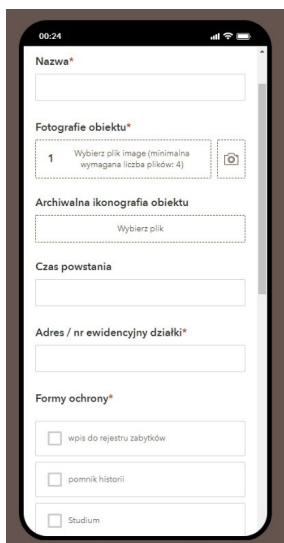 00:24
Nazwa*
Fotografie obiektu*
1 Wybierz plik image (minimalna
wymagana liczba plików: 4)
Archiwalna ikonografia obiektu
Wybierz plik
Czas powstania
Adres / nr ewidencyjny działki*
Formy ochrony*
wpis do rejestru zabytków
pomnik historii
Studium